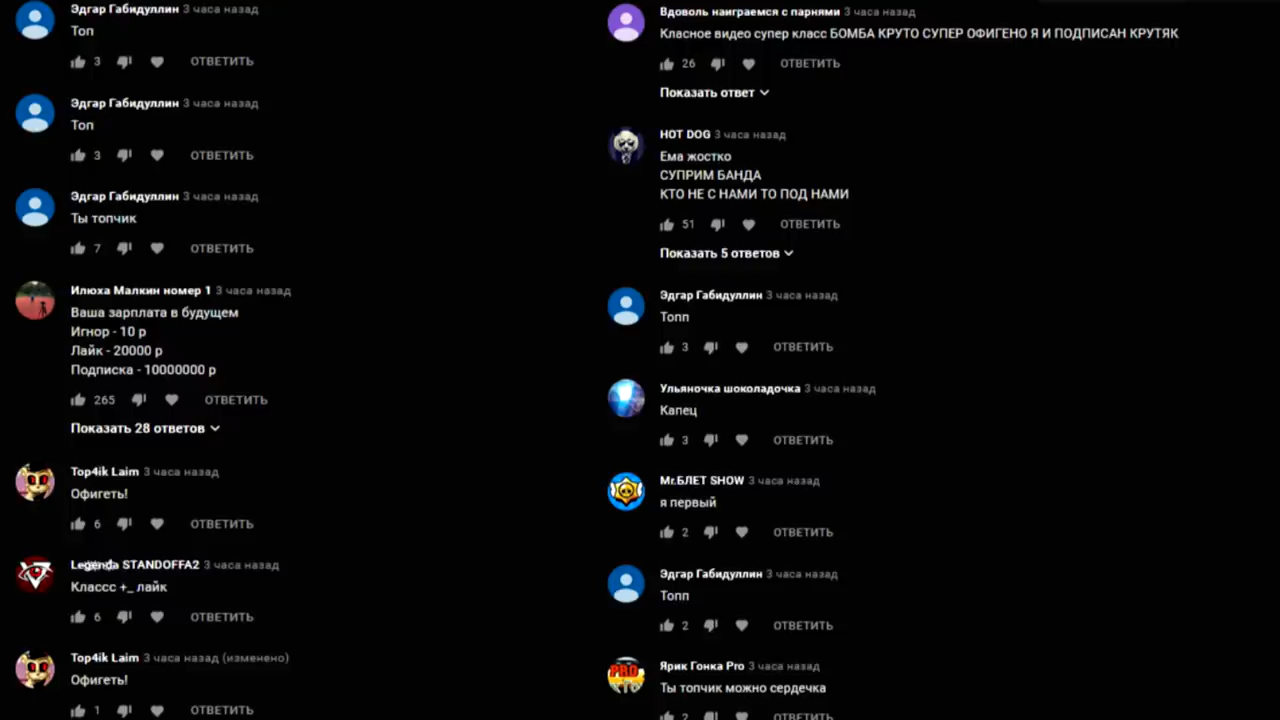 Эдгар Габидуллин 3 часа назад
Топ
3 ОТВЕТИТЬ
Эдгар Габидуллин 3 часа назад
Топ
3 ОТВЕТИТЬ
Эдгар Габидуллин 3 часа назад
Ты топчик
7 ОТВЕТИТЬ
Илюха Малкин номер 1 3 часа назад
Ваша зарплата в будущем
Игнор - 10 р
Лайк - 20000 р
Подписка - 10000000 р
265 ОТВЕТИТЬ
Показать 28 ответов
Top4ik Laim 3 часа назад
Офигеть!
6 ОТВЕТИТЬ
Legenda STANDOFFA2 3 часа назад
Классс +_ лайк
6 ОТВЕТИТЬ
Top4ik Laim 3 часа назад (изменено)
Офигеть!
1 ОТВЕТИТЬ
Вдоволь наиграемся с парнями 3 часа назад
Класное видео супер класс БОМБА КРУТО СУПЕР ОФИГЕНО Я И ПОДПИСАН КРУТЯК
26 ОТВЕТИТЬ
Показать ответ
HOT DOG 3 часа назад
Ема жостко
СУПРИМ БАНДА
КТО НЕ С НАМИ ТО ПОД НАМИ
51 ОТВЕТИТЬ
Показать 5 ответов
Эдгар Габидуллин 3 часа назад
Топп
3 ОТВЕТИТЬ
Ульяночка шоколадочка 3 часа назад
Капец
3 ОТВЕТИТЬ
Mr.БЛЕТ SHOW 3 часа назад
я первый
2 ОТВЕТИТЬ
Эдгар Габидуллин 3 часа назад
Топп
2 ОТВЕТИТЬ
PRO
Ярик Гонка Pro 3 часа назад
Ты топчик можно сердечка
2 ОТВЕТИТЬ